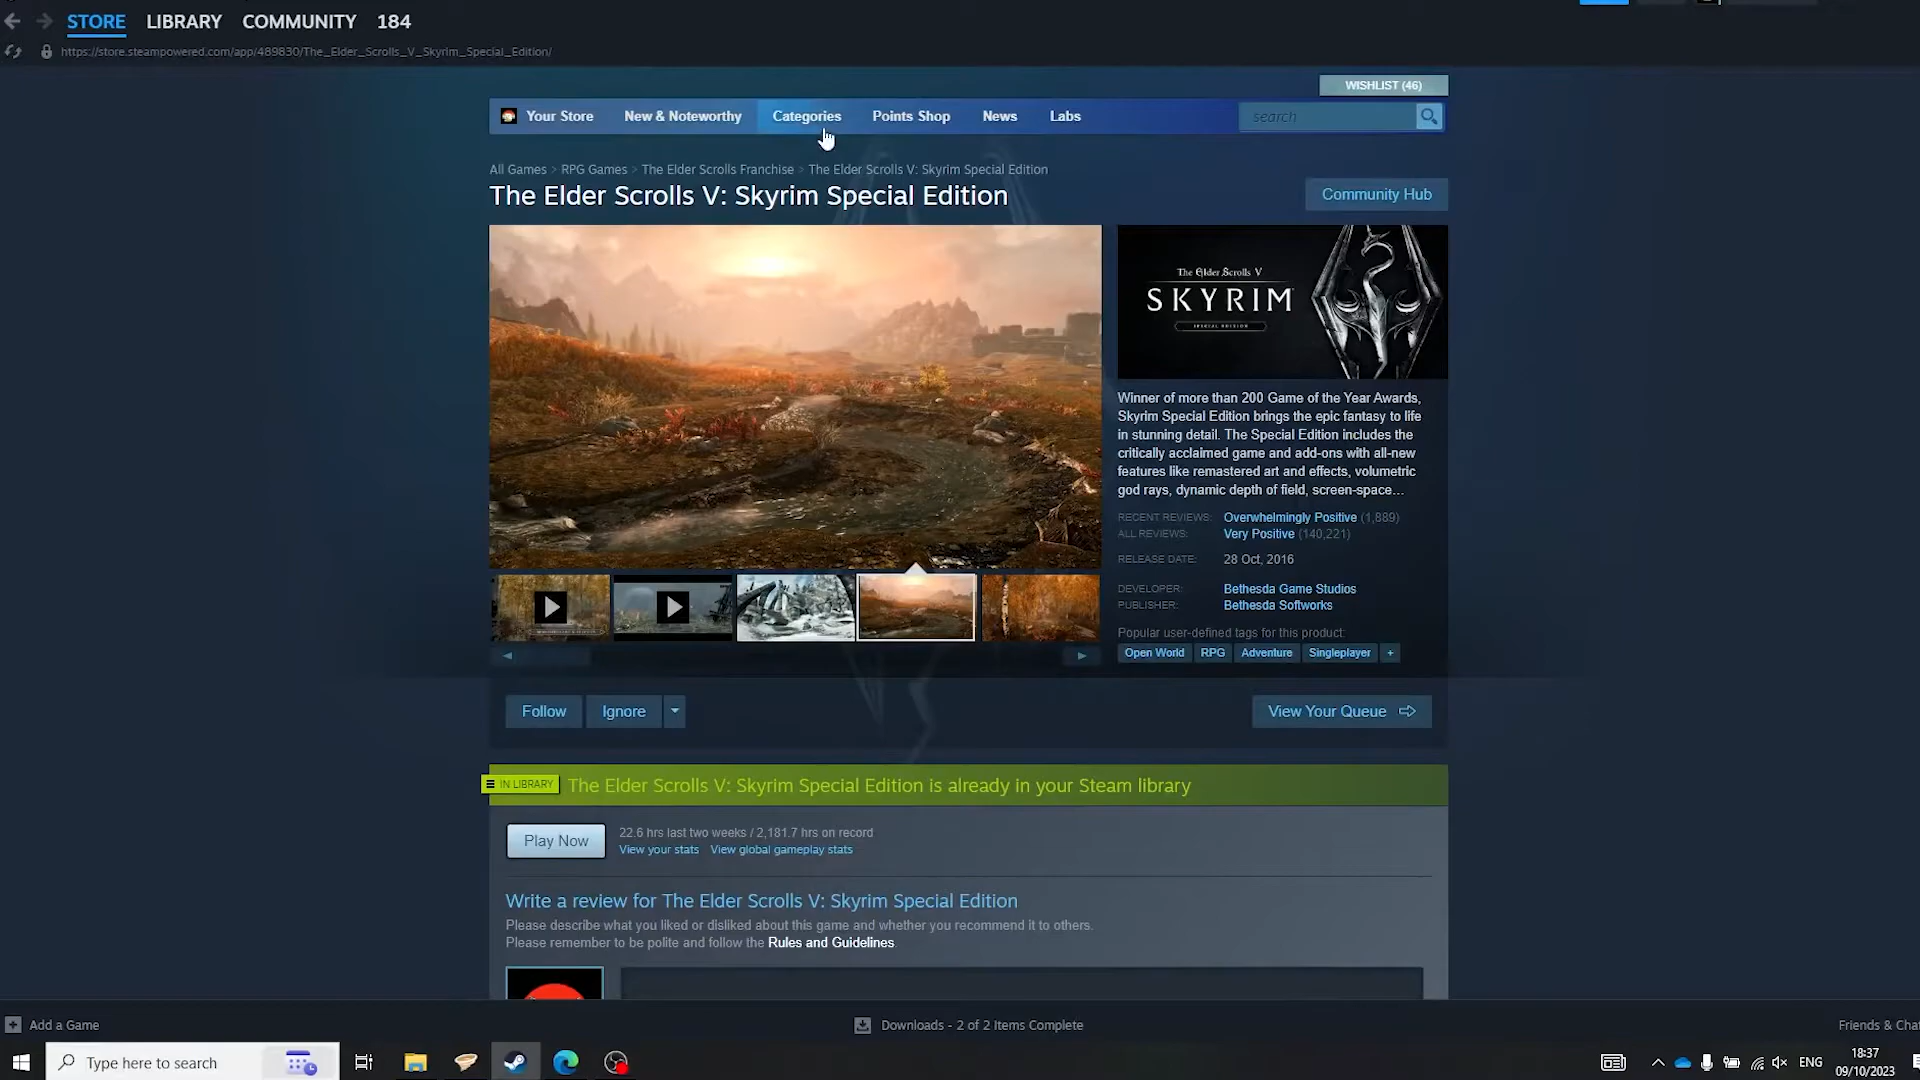 STORE LIBRARY COMMUNITY 184
https://store.steampowered.com/app/489830/The_Elder_Scrolls_V_Skyrim_Special_Edition/
WISHLIST (46)
Your Store New & Noteworthy Categories Points Shop News Labs search
All Games > RPG Games > The Elder Scrolls Franchise > The Elder Scrolls V: Skyrim Special Edition
The Elder Scrolls V: Skyrim Special Edition
Community Hub
The Elder Scrolls V
SKYRIM
SPECIAL EDITION
Winner of more than 200 Game of the Year Awards,
Skyrim Special Edition brings the epic fantasy to life
in stunning detail. The Special Edition includes the
critically acclaimed game and add-ons with all-new
features like remastered art and effects, volumetric
god rays, dynamic depth of field, screen-space...
RECENT REVIEWS: Overwhelmingly Positive (1,889)
ALL REVIEWS: Very Positive (140,221)
RELEASE DATE: 28 Oct, 2016
DEVELOPER: Bethesda Game Studios
PUBLISHER: Bethesda Softworks
Popular user-defined tags for this product:
Open World RPG Adventure Singleplayer +
Follow Ignore View Your Queue
IN LIBRARY The Elder Scrolls V: Skyrim Special Edition is already in your Steam library
Play Now
22.6 hrs last two weeks / 2,181.7 hrs on record
View your stats View global gameplay stats
Write a review for The Elder Scrolls V: Skyrim Special Edition
Please describe what you liked or disliked about this game and whether you recommend it to others.
Please remember to be polite and follow the Rules and Guidelines.
Add a Game Downloads - 2 of 2 Items Complete Friends & Chat
Type here to search ENG
18:37
09/10/2023